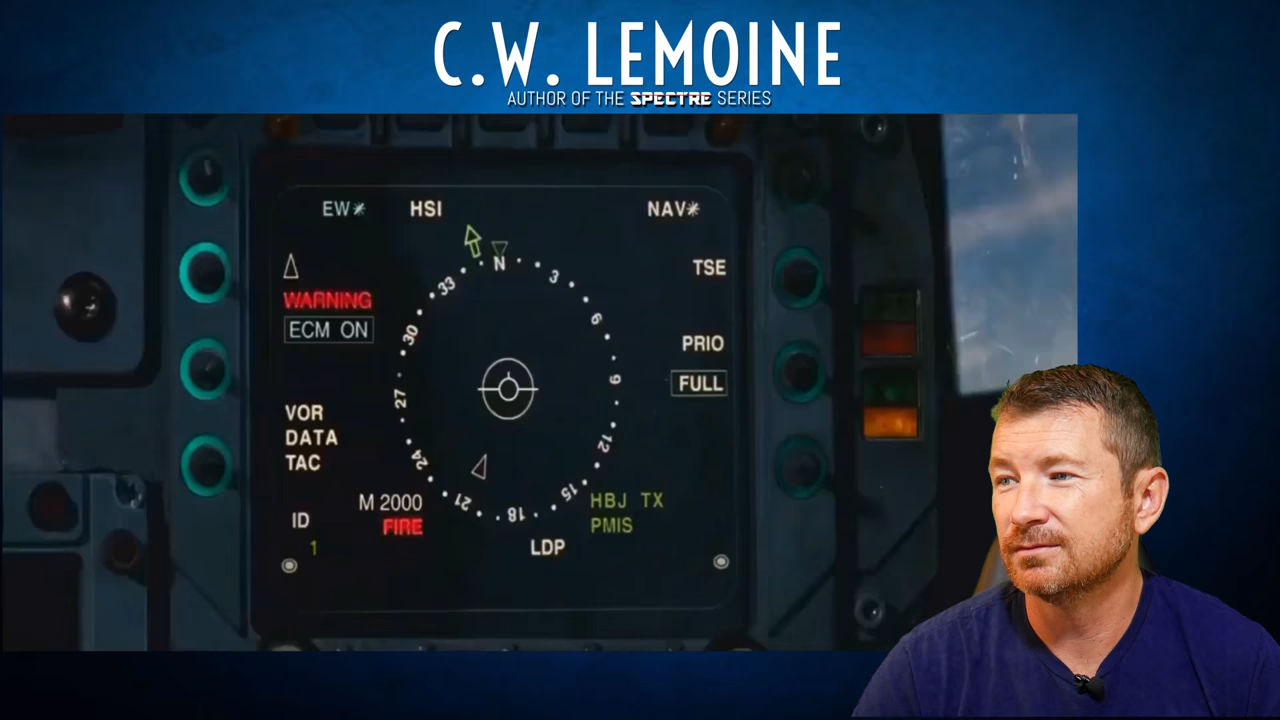 C.W. LEMOINE
AUTHOR OF THE SPECTRE SERIES
EW✳ HSI NAV✳
TSE
WARNING
ECM ON
PRIO
FULL
VOR
DATA
TAC
ID
1
N
3
6
9
12
15
18
21
24
27
30
33
M 2000
FIRE
HBJ TX
PMIS
LDP